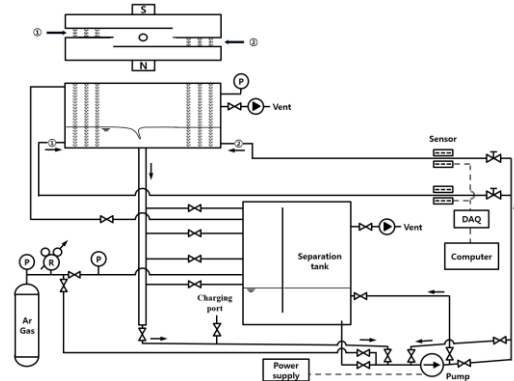 S
①
②
N
P
Vent
①
②
Sensor
Vent
DAQ
Separation
tank
Computer
P
R
P
Charging
port
Ar
Gas
Power
supply
Pump